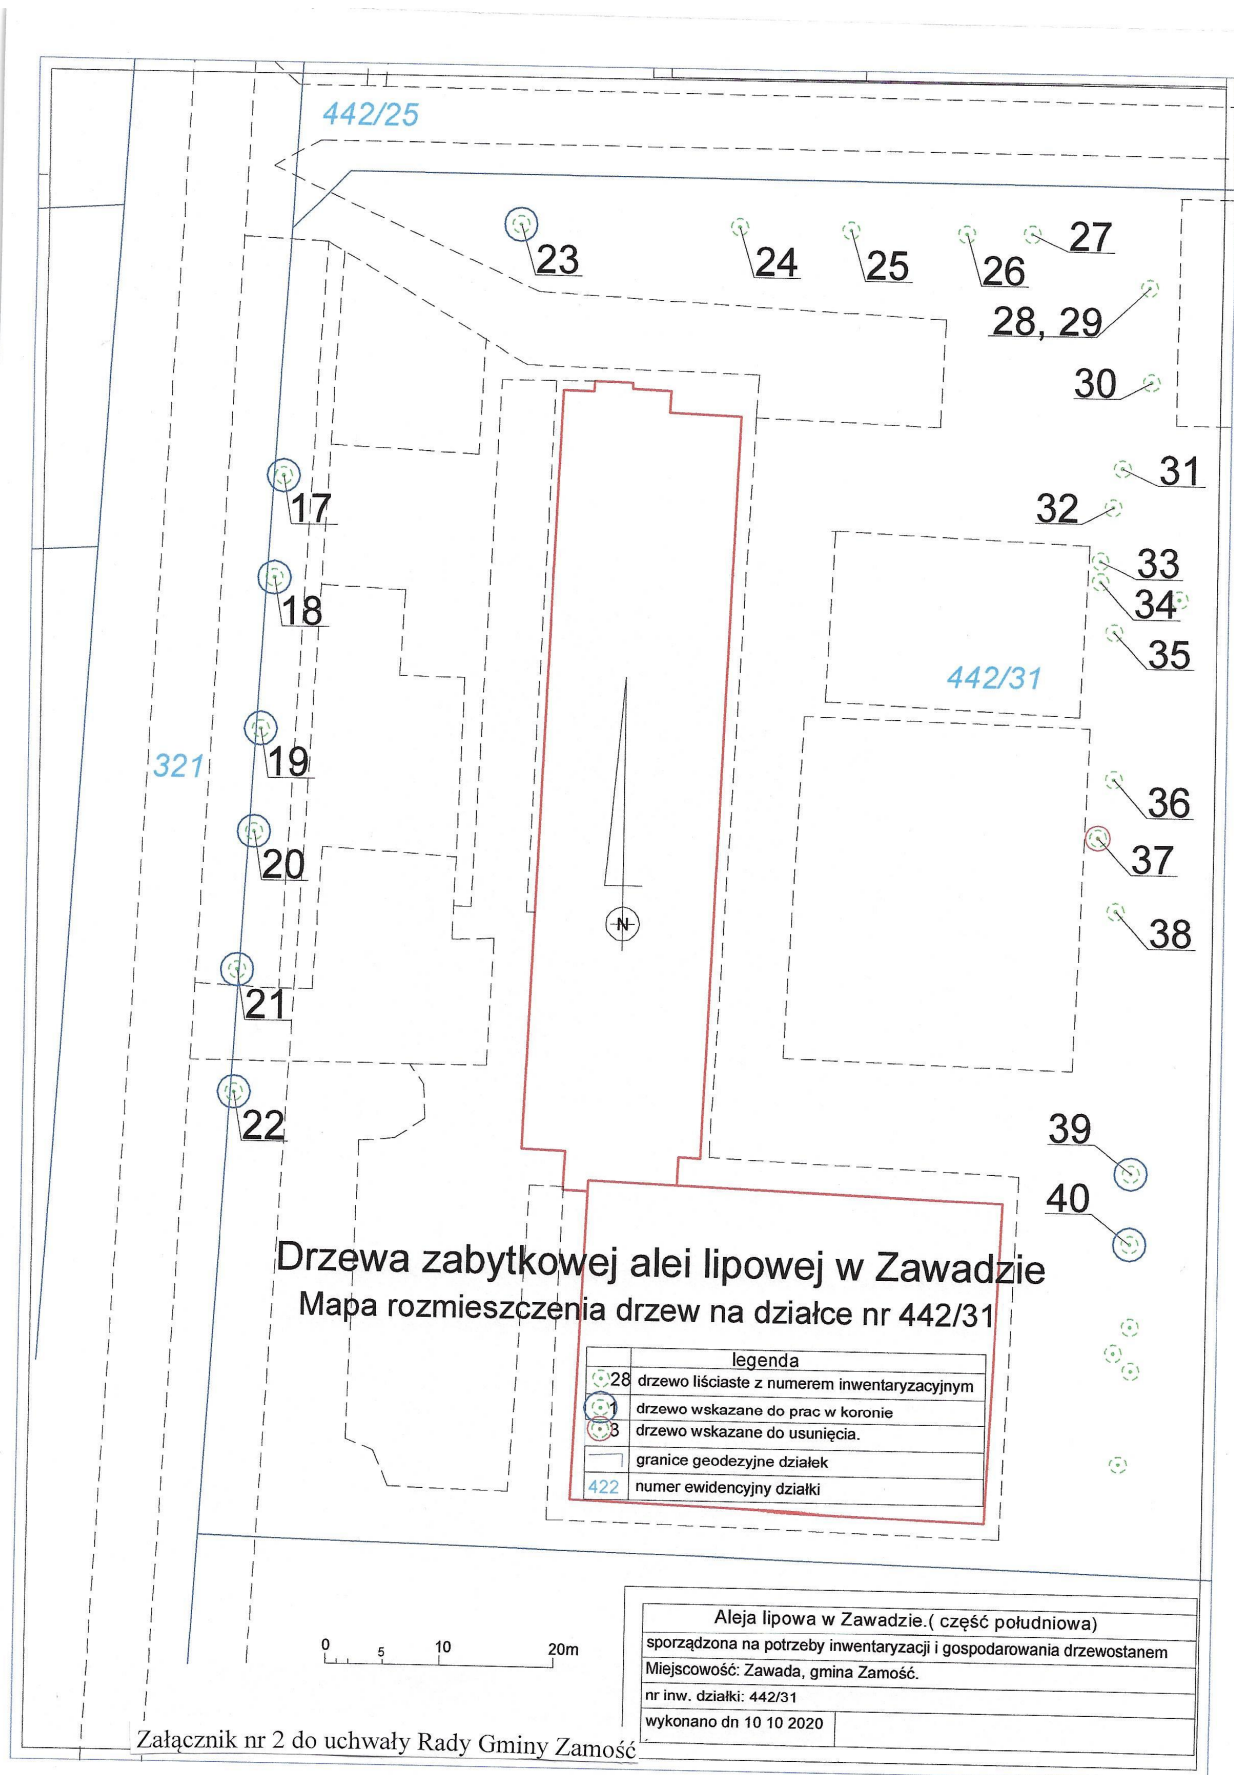 442/25
23
24
25
26
27
28, 29
30
31
32
33
34
35
442/31
17
18
19
321
20
21
22
36
37
38
N
39
40
Drzewa zabytkowej alei lipowej w Zawadzie
Mapa rozmieszczenia drzew na działce nr 442/31
legenda
28 drzewo liściaste z numerem inwentaryzacyjnym
1 drzewo wskazane do prac w koronie
3 drzewo wskazane do usunięcia.
granice geodezyjne działek
422 numer ewidencyjny działki
0 5 10 20m
Aleja lipowa w Zawadzie.( część południowa)
sporządzona na potrzeby inwentaryzacji i gospodarowania drzewostanem
Miejscowość: Zawada, gmina Zamość.
nr inw. działki: 442/31
wykonano dn 10 10 2020
Załącznik nr 2 do uchwały Rady Gminy Zamość